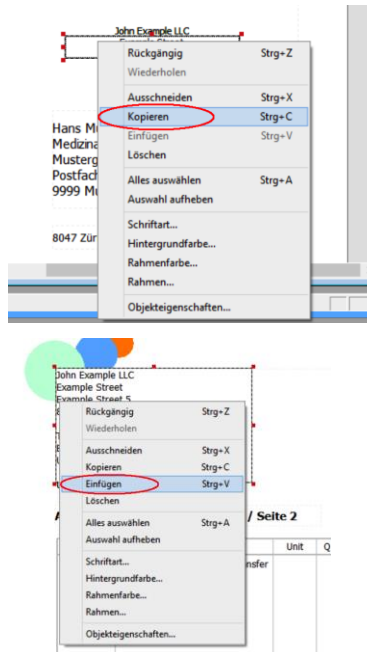 John Example LLC
Rückgängig Strg+Z
Wiederholen
Ausschneiden Strg+X
Kopieren Strg+C
Einfügen Strg+V
Löschen
Alles auswählen Strg+A
Auswahl aufheben
Schriftart...
Hintergrundfarbe...
Rahmenfarbe...
Rahmen...
Objekteigenschaften...
Hans M
Medizina
Musterg
Postfach
9999 M
8047 Zür
John Example LLC
Example Street
Example Street 5
8
Rückgängig Strg+Z
Wiederholen
Ausschneiden Strg+X
Kopieren Strg+C
Einfügen Strg+V
Löschen
Alles auswählen Strg+A
Auswahl aufheben
Schriftart...
Hintergrundfarbe...
Rahmenfarbe...
Rahmen...
Objekteigenschaften...
A / Seite 2
Unit Q
nsfer